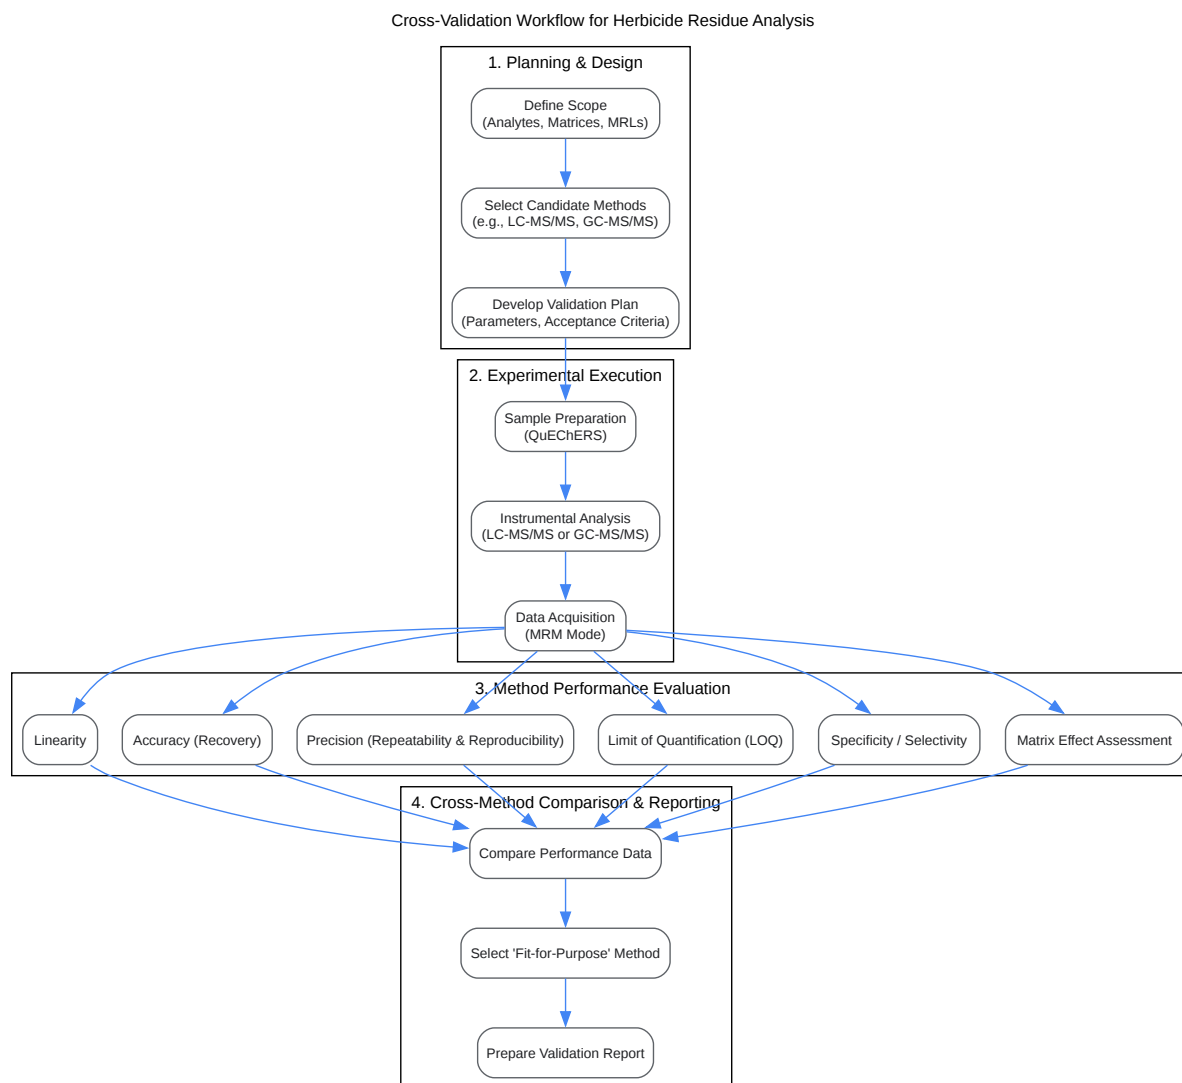 Cross-Validation Workflow for Herbicide Residue Analysis
1. Planning & Design
Define Scope
(Analytes, Matrices, MRLs)
Select Candidate Methods
(e.g., LC-MS/MS, GC-MS/MS)
Develop Validation Plan
(Parameters, Acceptance Criteria)
2. Experimental Execution
Sample Preparation
(QuEChERS)
Instrumental Analysis
(LC-MS/MS or GC-MS/MS)
Data Acquisition
(MRM Mode)
3. Method Performance Evaluation
Linearity
Accuracy (Recovery)
Precision (Repeatability & Reproducibility)
Limit of Quantification (LOQ)
Specificity / Selectivity
Matrix Effect Assessment
4. Cross-Method Comparison & Reporting
Compare Performance Data
Select 'Fit-for-Purpose' Method
Prepare Validation Report